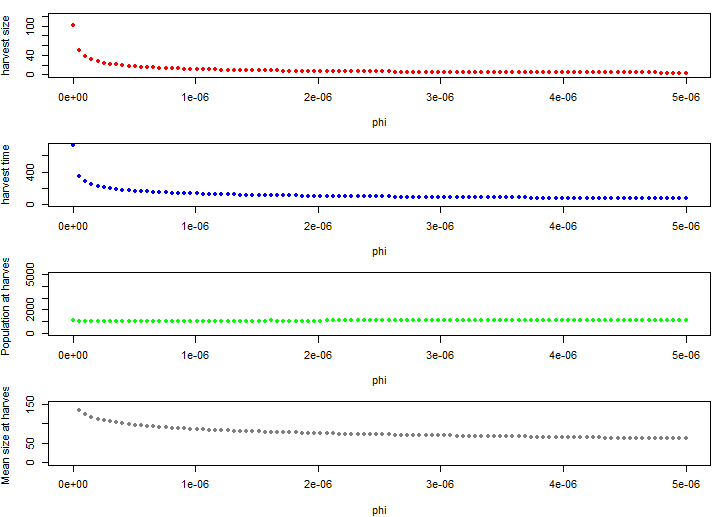 harvest size
0 40 100
0e+00 1e-06 2e-06 3e-06 4e-06 5e-06
phi
harvest time
0 400
0e+00 1e-06 2e-06 3e-06 4e-06 5e-06
phi
Population at harves
0 2000 5000
0e+00 1e-06 2e-06 3e-06 4e-06 5e-06
phi
Mean size at harves
0 50 150
0e+00 1e-06 2e-06 3e-06 4e-06 5e-06
phi